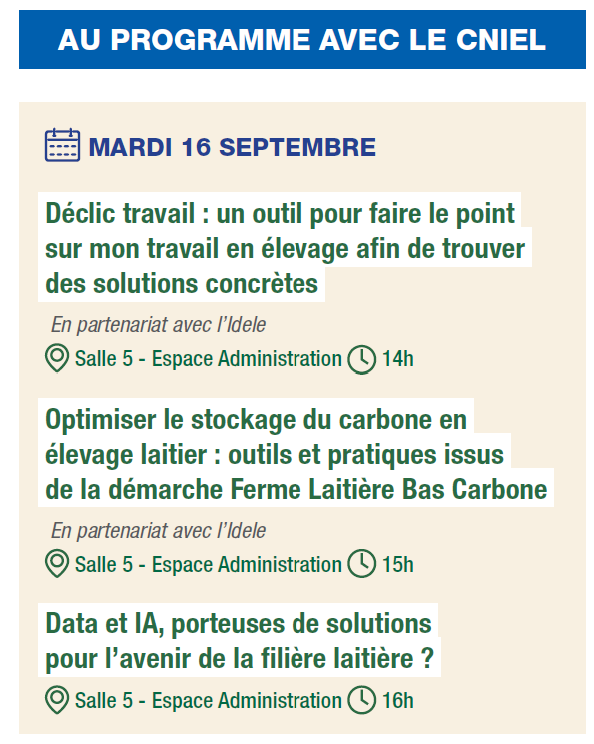 AU PROGRAMME AVEC LE CNIEL
MARDI 16 SEPTEMBRE
Déclic travail : un outil pour faire le point
sur mon travail en élevage afin de trouver
des solutions concrètes
En partenariat avec l’Idele
Salle 5 - Espace Administration 14h
Optimiser le stockage du carbone en
élevage laitier : outils et pratiques issus
de la démarche Ferme Laitière Bas Carbone
En partenariat avec l’Idele
Salle 5 - Espace Administration 15h
Data et IA, porteuses de solutions
pour l’avenir de la filière laitière ?
Salle 5 - Espace Administration 16h